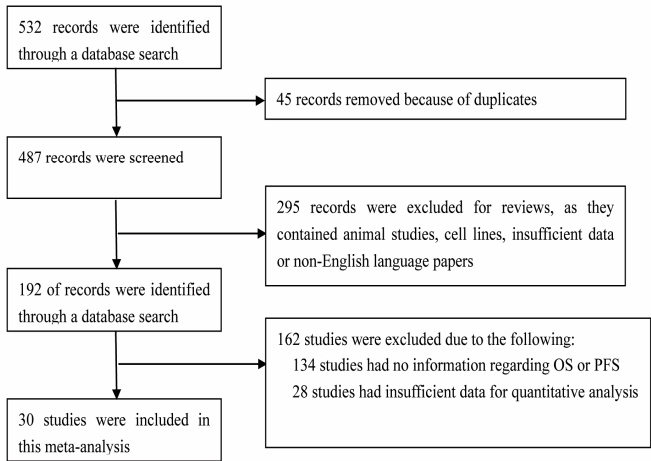 532 records were identified
through a database search
45 records removed because of duplicates
487 records were screened
295 records were excluded for reviews, as they
contained animal studies, cell lines, insufficient data
or non-English language papers
192 of records were identified
through a database search
162 studies were excluded due to the following:
134 studies had no information regarding OS or PFS
28 studies had insufficient data for quantitative analysis
30 studies were included in
this meta-analysis